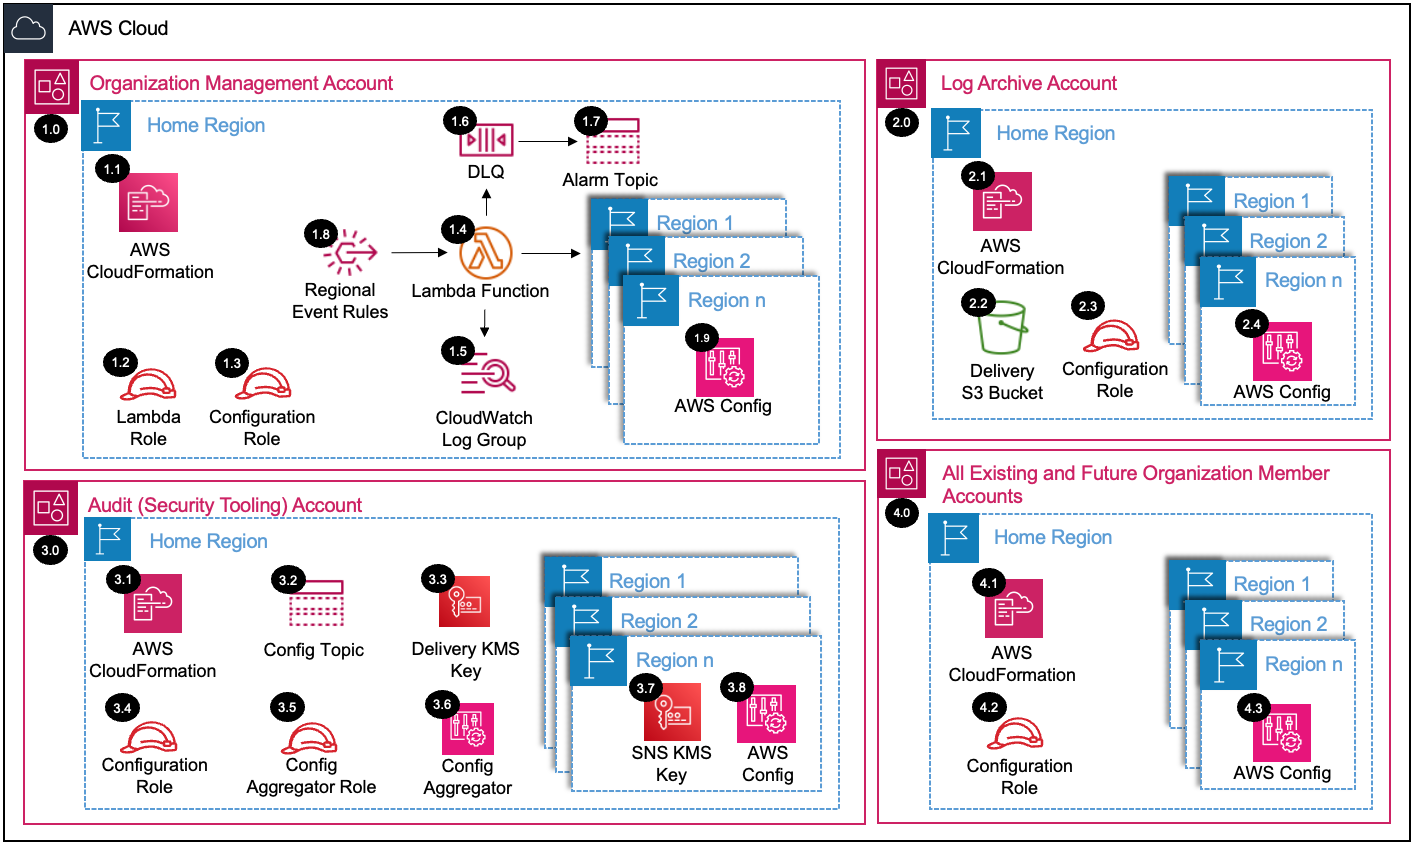 AWS Cloud
Organization Management Account
1.0
Home Region
1.1
AWS
CloudFormation
1.2
Lambda
Role
1.3
Configuration
Role
1.8
Regional
Event Rules
1.6
DLQ
1.7
Alarm Topic
1.4
Lambda Function
1.5
CloudWatch
Log Group
Region 1
Region 2
Region n
1.9
AWS Config
Log Archive Account
2.0
Home Region
2.1
AWS
CloudFormation
2.2
Delivery
S3 Bucket
2.3
Configuration
Role
Region 1
Region 2
Region n
2.4
AWS Config
Audit (Security Tooling) Account
3.0
Home Region
3.1
AWS
CloudFormation
3.2
Config Topic
3.3
Delivery KMS
Key
3.4
Configuration
Role
3.5
Config
Aggregator Role
3.6
Config
Aggregator
Region 1
Region 2
Region n
3.7
SNS KMS
Key
3.8
AWS
Config
All Existing and Future Organization Member
Accounts
4.0
Home Region
4.1
AWS
CloudFormation
4.2
Configuration
Role
Region 1
Region 2
Region n
4.3
AWS Config